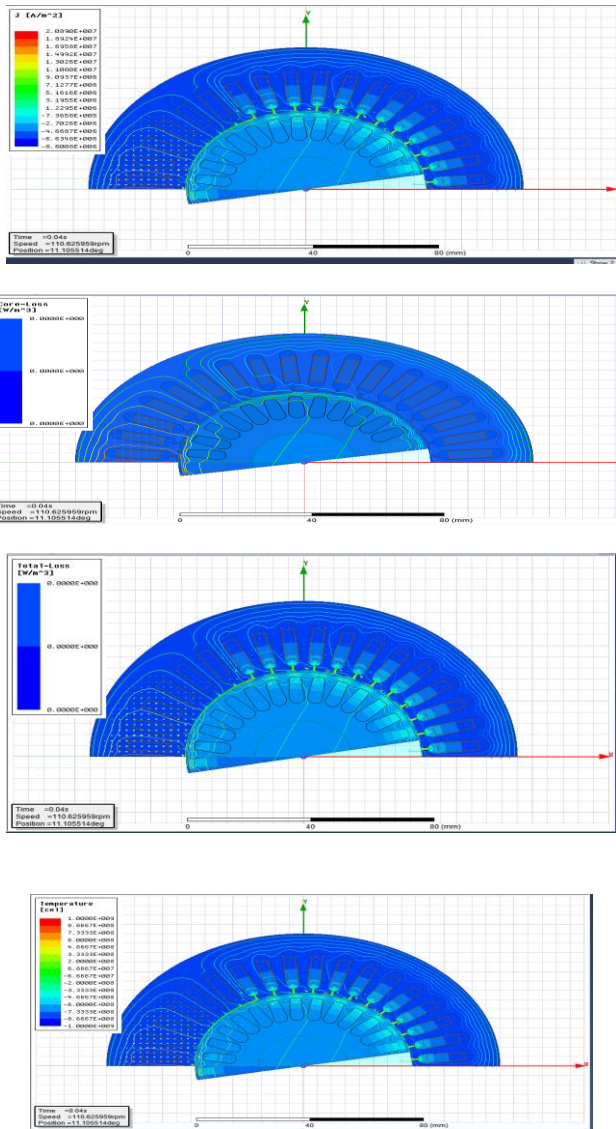 J [A/m^2]
Y
2.0890E+007
1.8924E+007
1.6958E+007
1.4992E+007
1.3026E+007
1.1060E+007
9.0937E+006
7.1277E+006
5.1616E+006
3.1955E+006
1.2295E+006
-7.3658E+005
-2.7026E+006
-4.6687E+006
-6.6348E+006
-8.6008E+006
Time =0.04s
Speed =110.625959rpm
Position =11.105514deg
0 40 80 (mm)
Core-Loss
[W/m^3]
Y
0.0000E+000
0.0000E+000
0.0000E+000
Time =0.04s
Speed =110.625959rpm
Position =11.105514deg
0 40 80 (mm)
Total-Loss
[W/m^3]
Y
0.0000E+000
0.0000E+000
0.0000E+000
X
Time =0.04s
Speed =110.625959rpm
Position =11.105514deg
0 40 80 (mm)
Temperature
[cel]
Y
1.0000E+009
8.6667E+008
7.3333E+008
6.0000E+008
4.6667E+008
3.3333E+008
2.0000E+008
6.6667E+007
-6.6667E+007
-2.0000E+008
-3.3333E+008
-4.6667E+008
-6.0000E+008
-7.3333E+008
-8.6667E+008
-1.0000E+009
X
Time =0.04s
Speed =110.625959rpm
Position =11.105514deg
0 40 80 (mm)